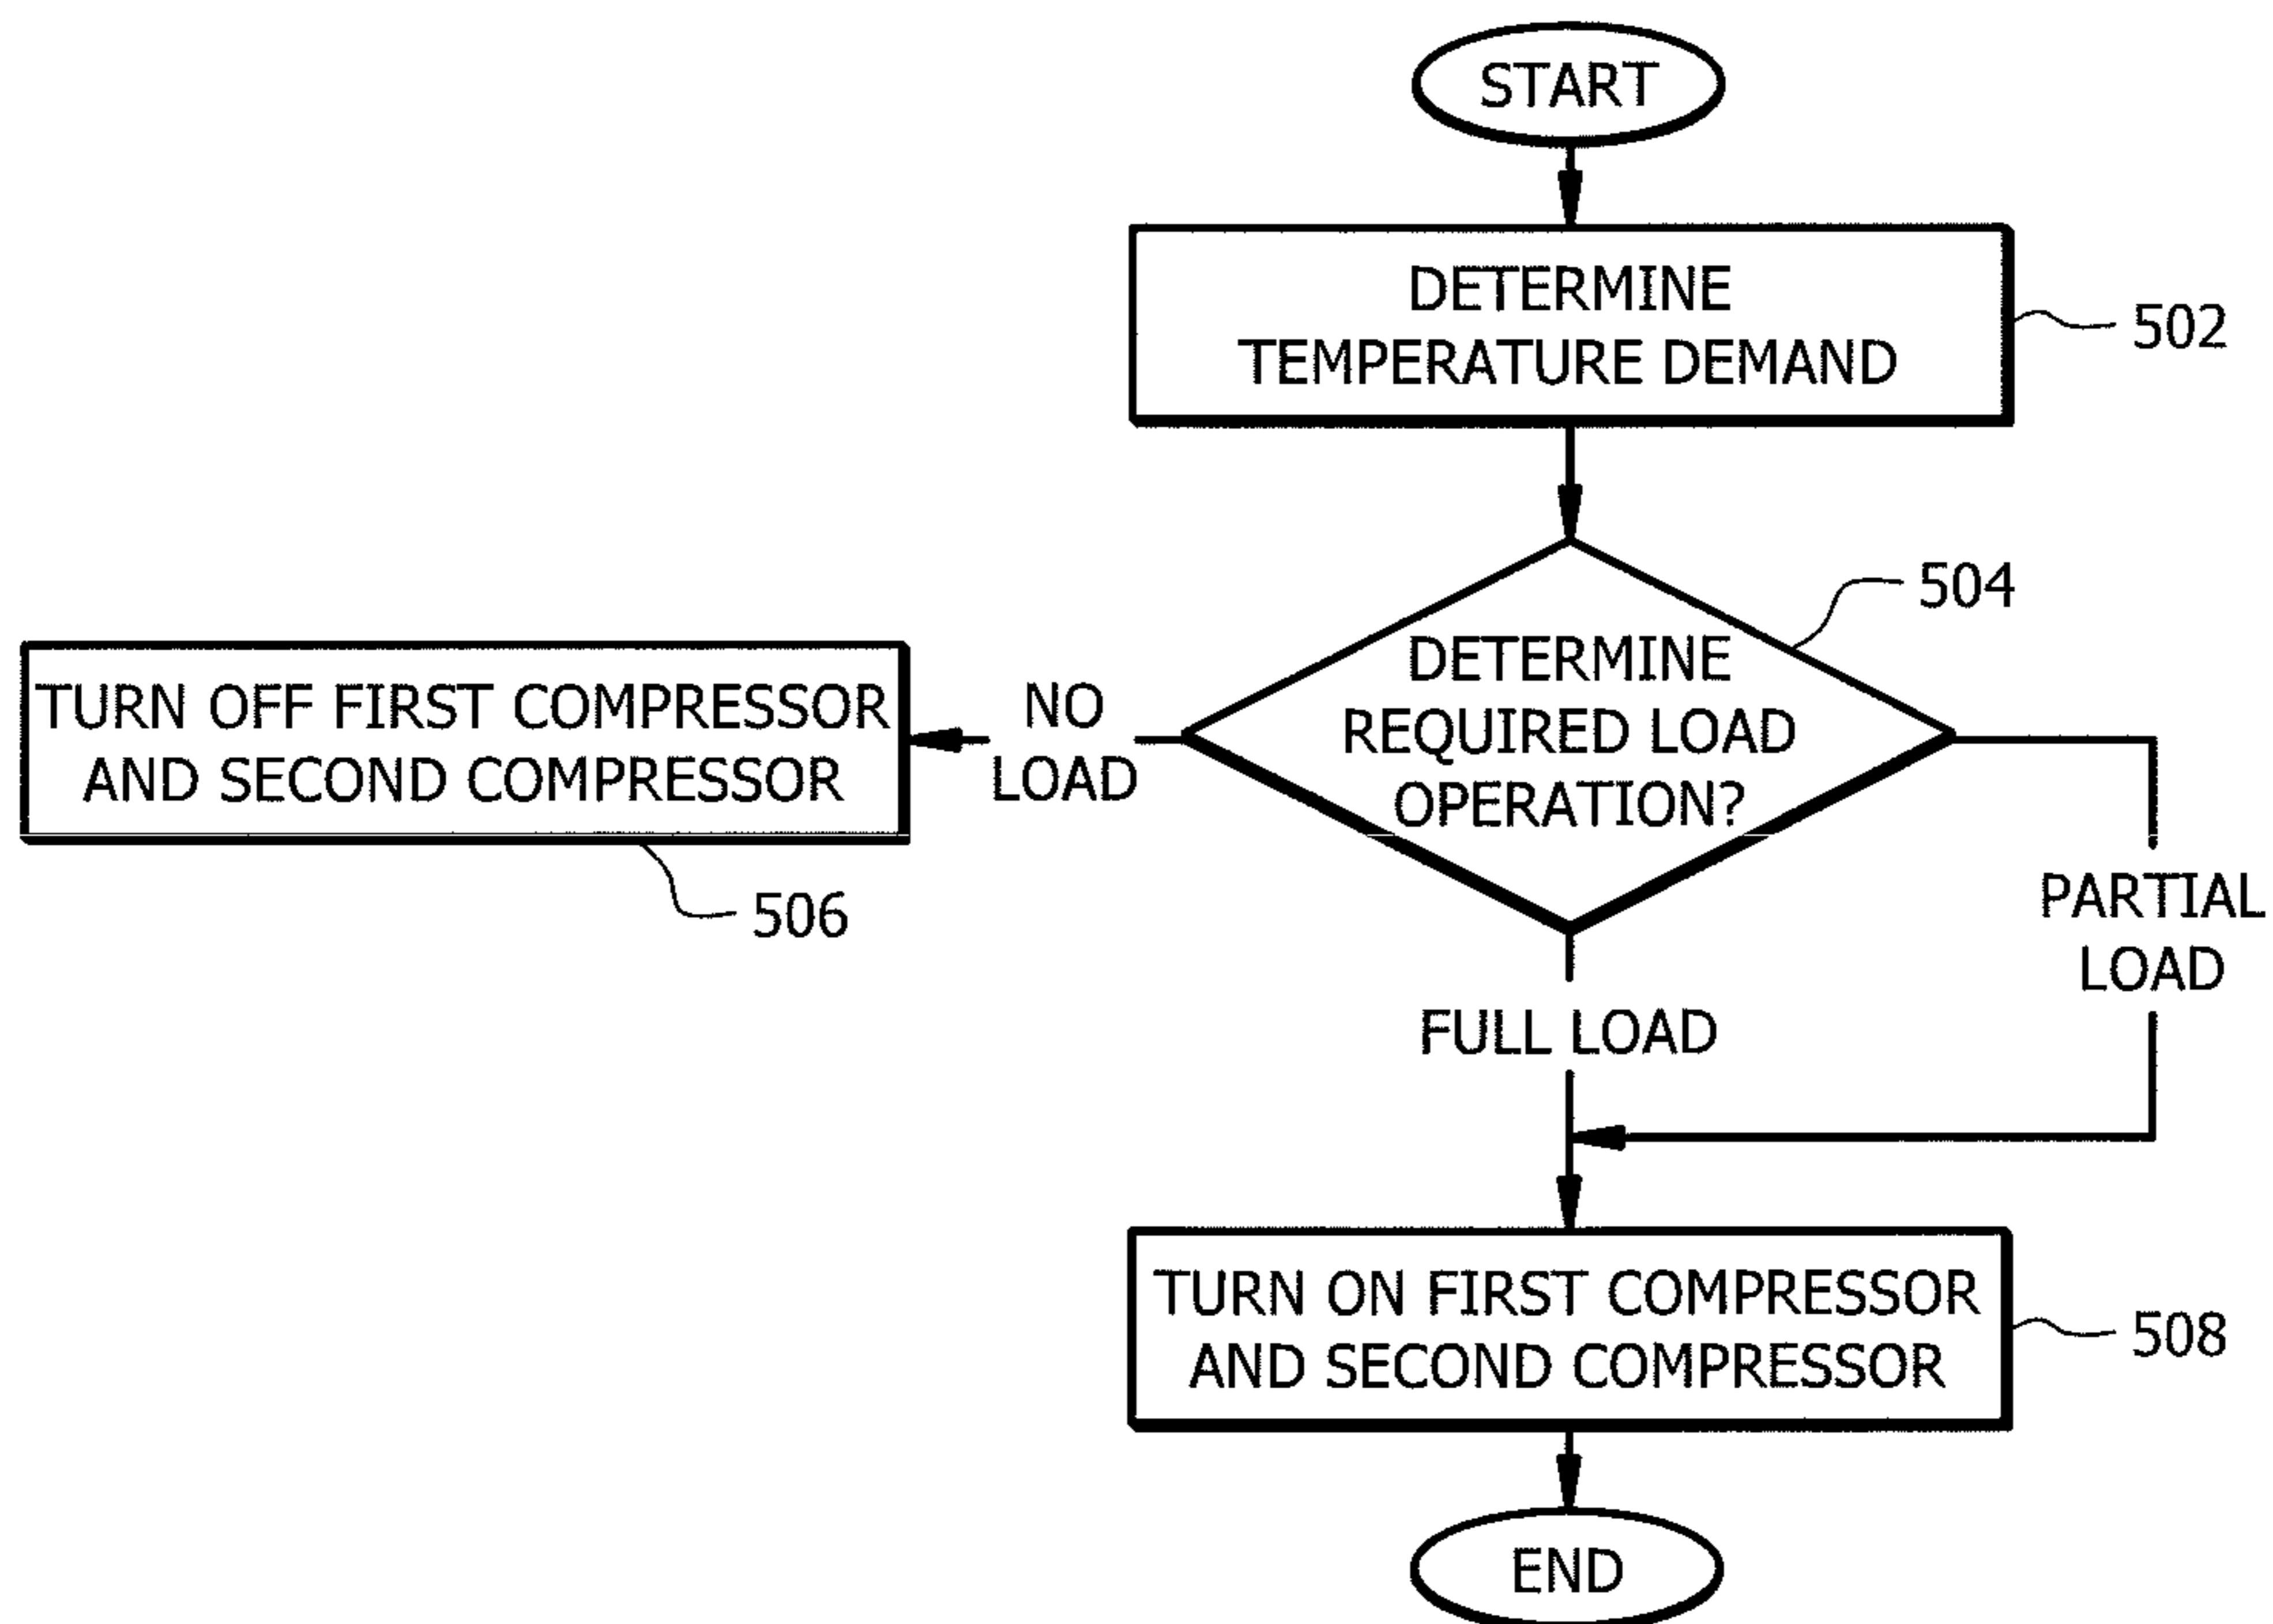 START
DETERMINE
TEMPERATURE DEMAND
502
504
DETERMINE
REQUIRED LOAD
OPERATION?
NO
LOAD
TURN OFF FIRST COMPRESSOR
AND SECOND COMPRESSOR
506
PARTIAL
LOAD
FULL LOAD
TURN ON FIRST COMPRESSOR
AND SECOND COMPRESSOR
508
END